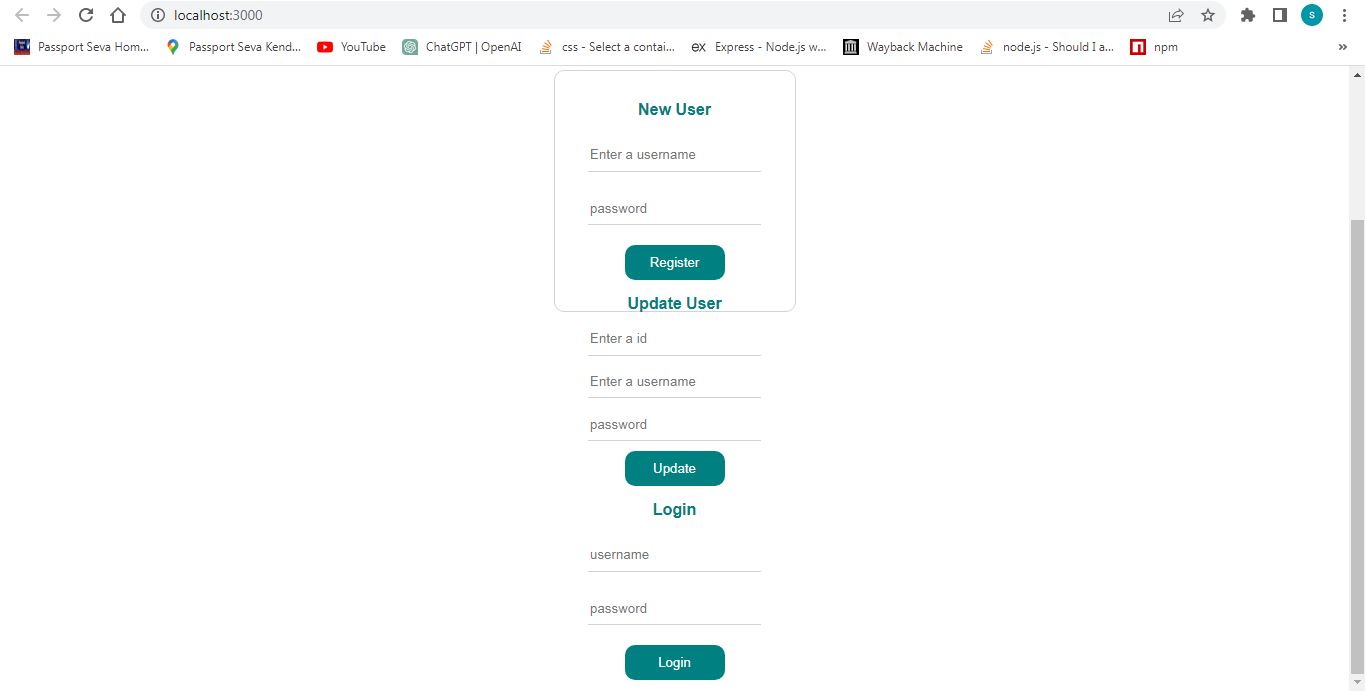 localhost:3000
S
Passport Seva Hom... Passport Seva Kend... YouTube ChatGPT | OpenAI css - Select a contai... ex Express - Node.js w... Wayback Machine node.js - Should I a... npm »
New User
Enter a username
password
Register
Update User
Enter a id
Enter a username
password
Update
Login
username
password
Login